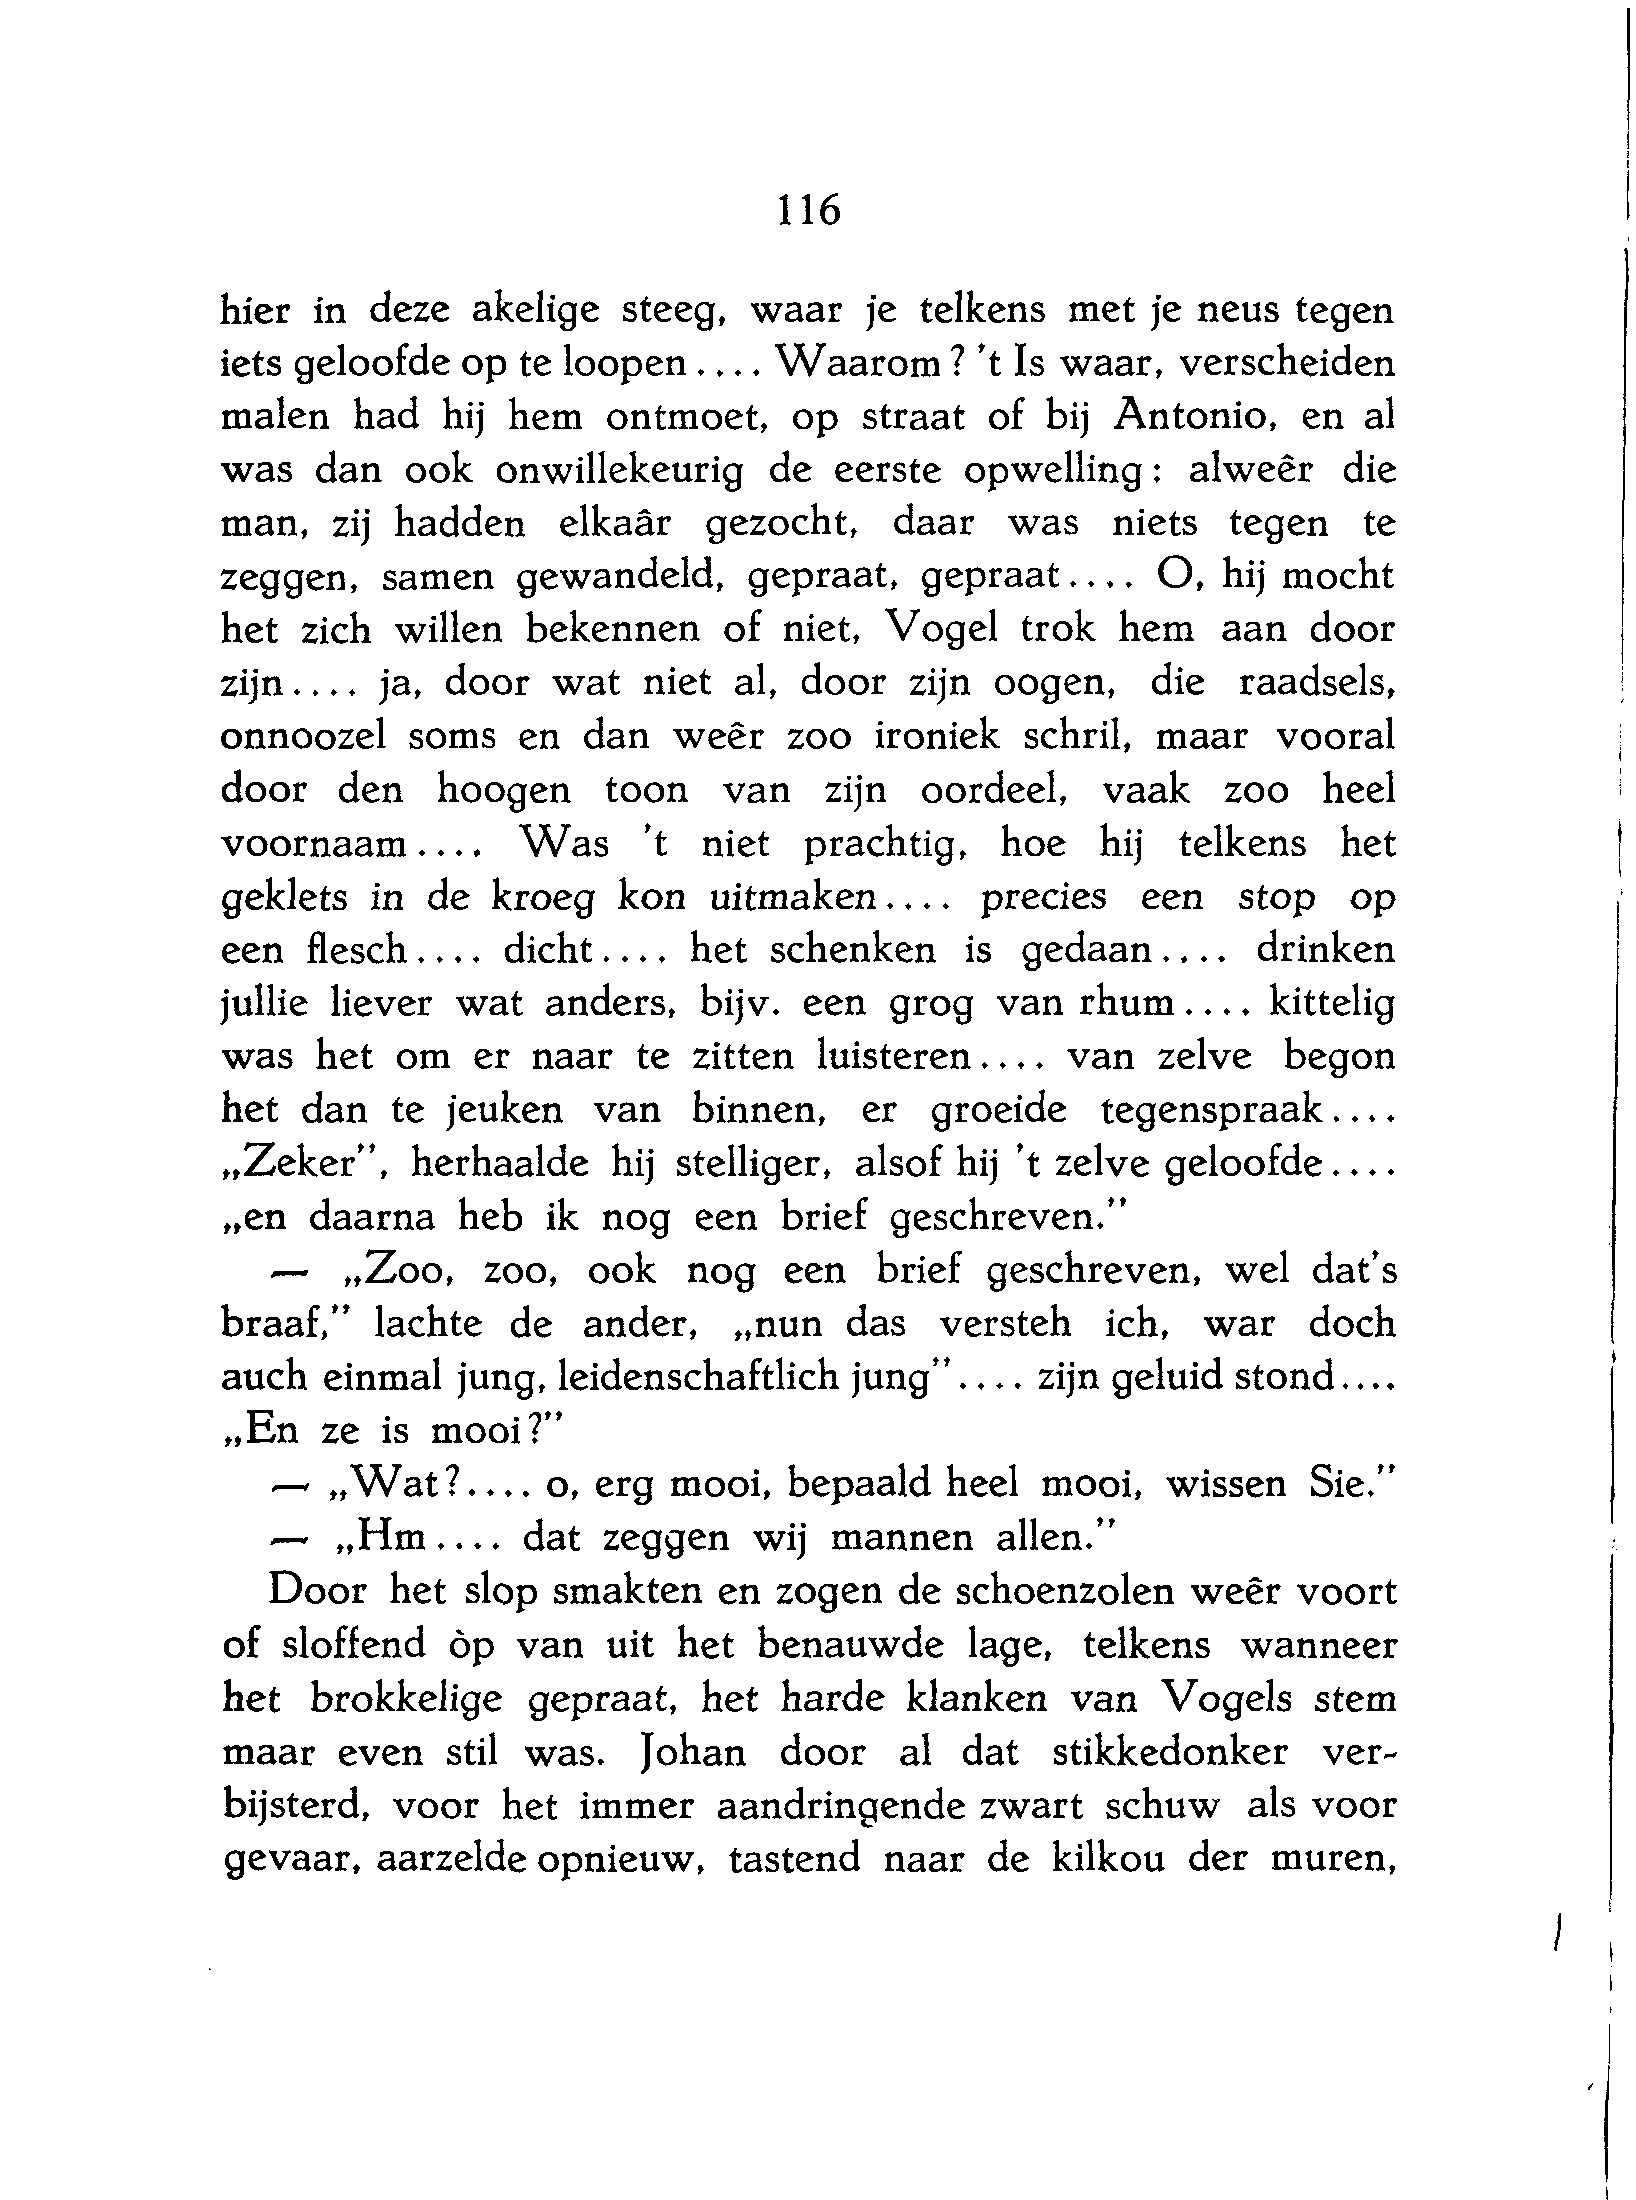 116
hier in deze akelige steeg, waar je telkens met je neus tegen
iets geloofde op te loopen.... Waarom? 't Is waar, verscheiden
malen had hij hem ontmoet, op straat of bij Antonio, en al
was dan ook onwillekeurig de eerste opwelling: alweêr die
man, zij hadden elkaâr gezocht, daar was niets tegen te
zeggen, samen gewandeld, gepraat, gepraat.... O, hij mocht
het zich willen bekennen of niet, Vogel trok hem aan door
zijn.... ja, door wat niet al, door zijn oogen, die raadsels,
onnoozel soms en dan weêr zoo ironiek schril, maar vooral
door den hoogen toon van zijn oordeel, vaak zoo heel
voornaam.... Was 't niet prachtig, hoe hij telkens het
geklets in de kroeg kon uitmaken.... precies een stop op
een flesch.... dicht.... het schenken is gedaan.... drinken
jullie liever wat anders, bijv. een grog van rhum.... kittelig
was het om er naar te zitten luisteren.... van zelve begon
het dan te jeuken van binnen, er groeide tegenspraak....
„Zeker”, herhaalde hij stelliger, alsof hij 't zelve geloofde....
„en daarna heb ik nog een brief geschreven.”
— „Zoo, zoo, ook nog een brief geschreven, wel dat's
braaf,” lachte de ander, „nun das versteh ich, war doch
auch einmal jung, leidenschaftlich jung”.... zijn geluid stond....
„En ze is mooi?”
— „Wat?.... o, erg mooi, bepaald heel mooi, wissen Sie.”
— „Hm.... dat zeggen wij mannen allen.”
Door het slop smakten en zogen de schoenzolen weêr voort
of sloffend òp van uit het benauwde lage, telkens wanneer
het brokkelige gepraat, het harde klanken van Vogels stem
maar even stil was. Johan door al dat stikkedonker ver-
bijsterd, voor het immer aandringende zwart schuw als voor
gevaar, aarzelde opnieuw, tastend naar de kilkou der muren,